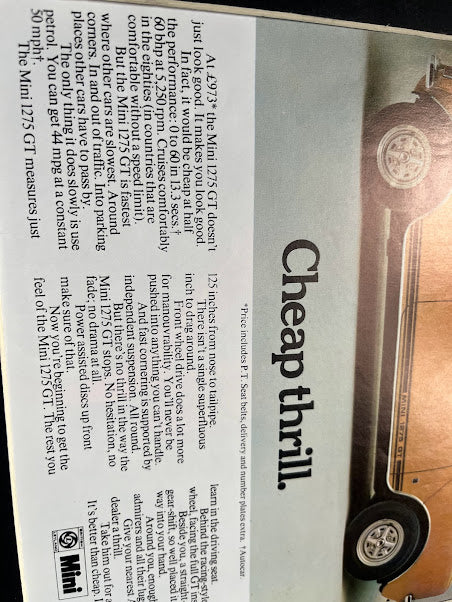 MINI 1275 GT
Cheap thrill.
*Price includes P.T. Seat belts, delivery and number plates extra. †Autocar.
At £973* the Mini 1275 GT doesn't
just look good. It makes you look good.
In fact, it would be cheap at half
the performance: 0 to 60 in 13.3 secs.†
60 bhp at 5,250 rpm. Cruises comfortably
in the eighties (in countries that are
comfortable without a speed limit).
But the Mini 1275 GT is fastest
where other cars are slowest. Around
corners. In and out of traffic. Into parking
places other cars have to pass by.
The only thing it does slowly is use
petrol. You can get 44 mpg at a constant
50 mph†.
The Mini 1275 GT measures just
125 inches from nose to tailpipe.
There isn't a single superfluous
inch to drag around.
Front wheel drive does a lot more
for manouvrability. You'll never be
pushed into anything you can't handle.
And fast cornering is supported by
independent suspension. All round.
But there's no thrill in the way the
Mini 1275 GT stops. No hesitation, no
fade, no drama at all.
Power assisted discs up front
make sure of that.
Now you're beginning to get the
feel of the Mini 1275 GT. The rest you
learn in the driving seat.
Behind the racing-style
wheel, facing the full GT ins
Beside you, a straight
gear-shift, so well placed it
way into your hand.
Around you, enough
admirers and all their lug
Give your nearest
dealer a thrill.
Take him out for a
It's better than cheap. I
Mini